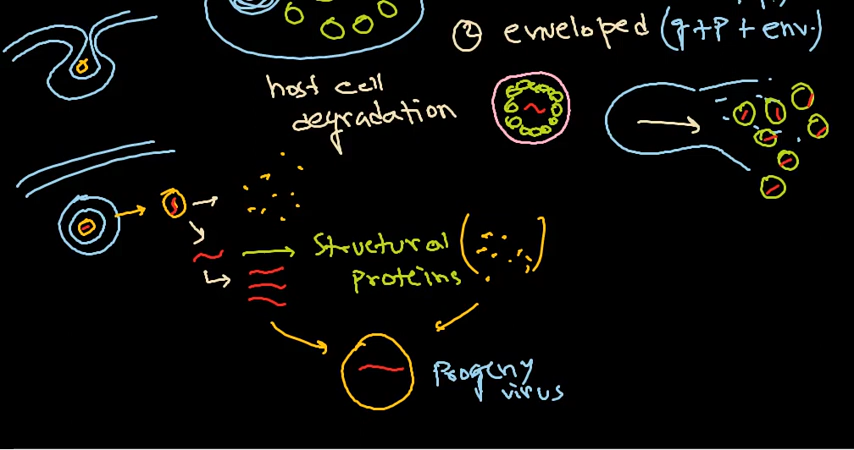 ② enveloped (g+P+env.)
host cell
degradation
Structural
Proteins
Progeny
virus